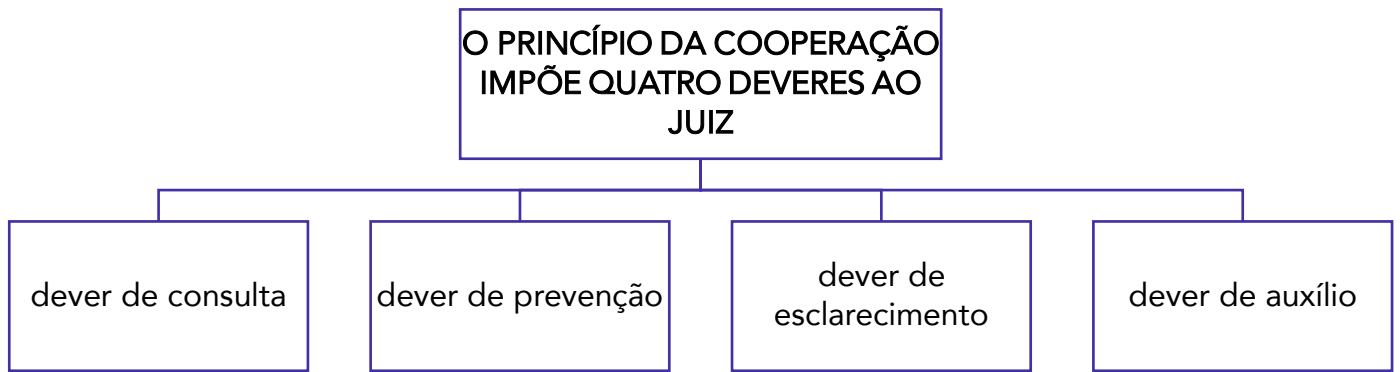 O PRINCÍPIO DA COOPERAÇÃO
IMPÕE QUATRO DEVERES AO
JUIZ
dever de consulta
dever de prevenção
dever de
esclarecimento
dever de auxílio